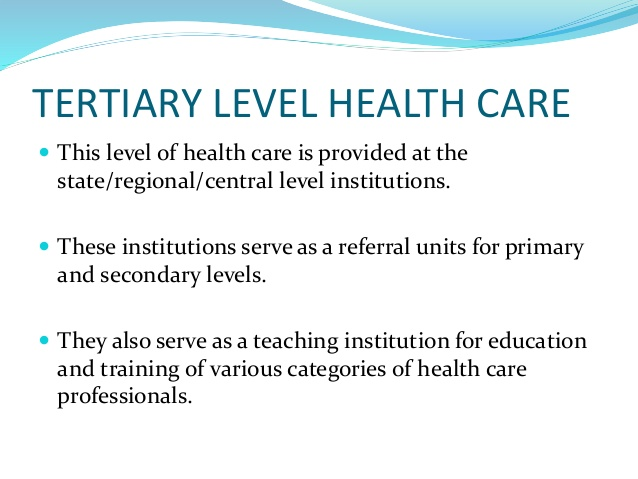 TERTIARY LEVEL HEALTH CARE
• This level of health care is provided at the
state/regional/central level institutions.
• These institutions serve as a referral units for primary
and secondary levels.
• They also serve as a teaching institution for education
and training of various categories of health care
professionals.